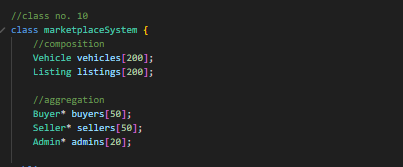 //class no. 10
class marketplaceSystem {
//composition
Vehicle vehicles[200];
Listing listings[200];
//aggregation
Buyer* buyers[50];
Seller* sellers[50];
Admin* admins[20];